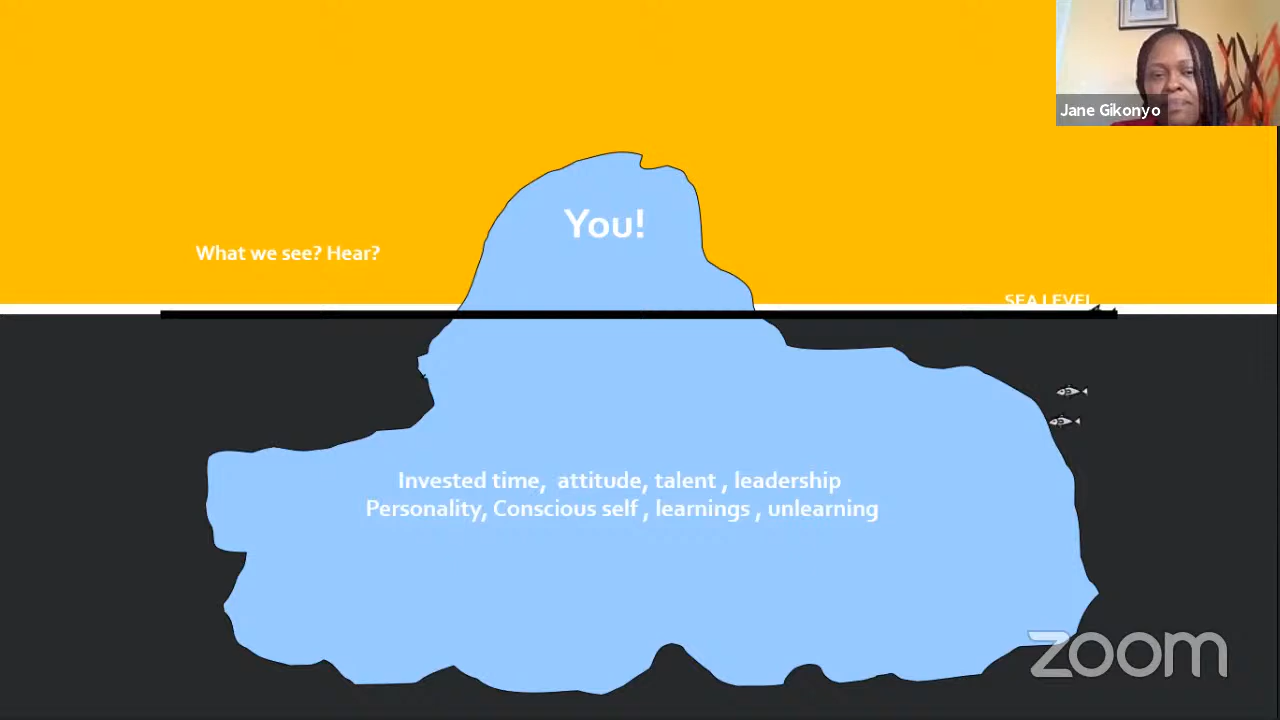 Jane Gikonyo
You!
What we see? Hear?
SEA LEVEL
Invested time, attitude, talent , leadership
Personality, Conscious self , learnings , unlearning
zoom